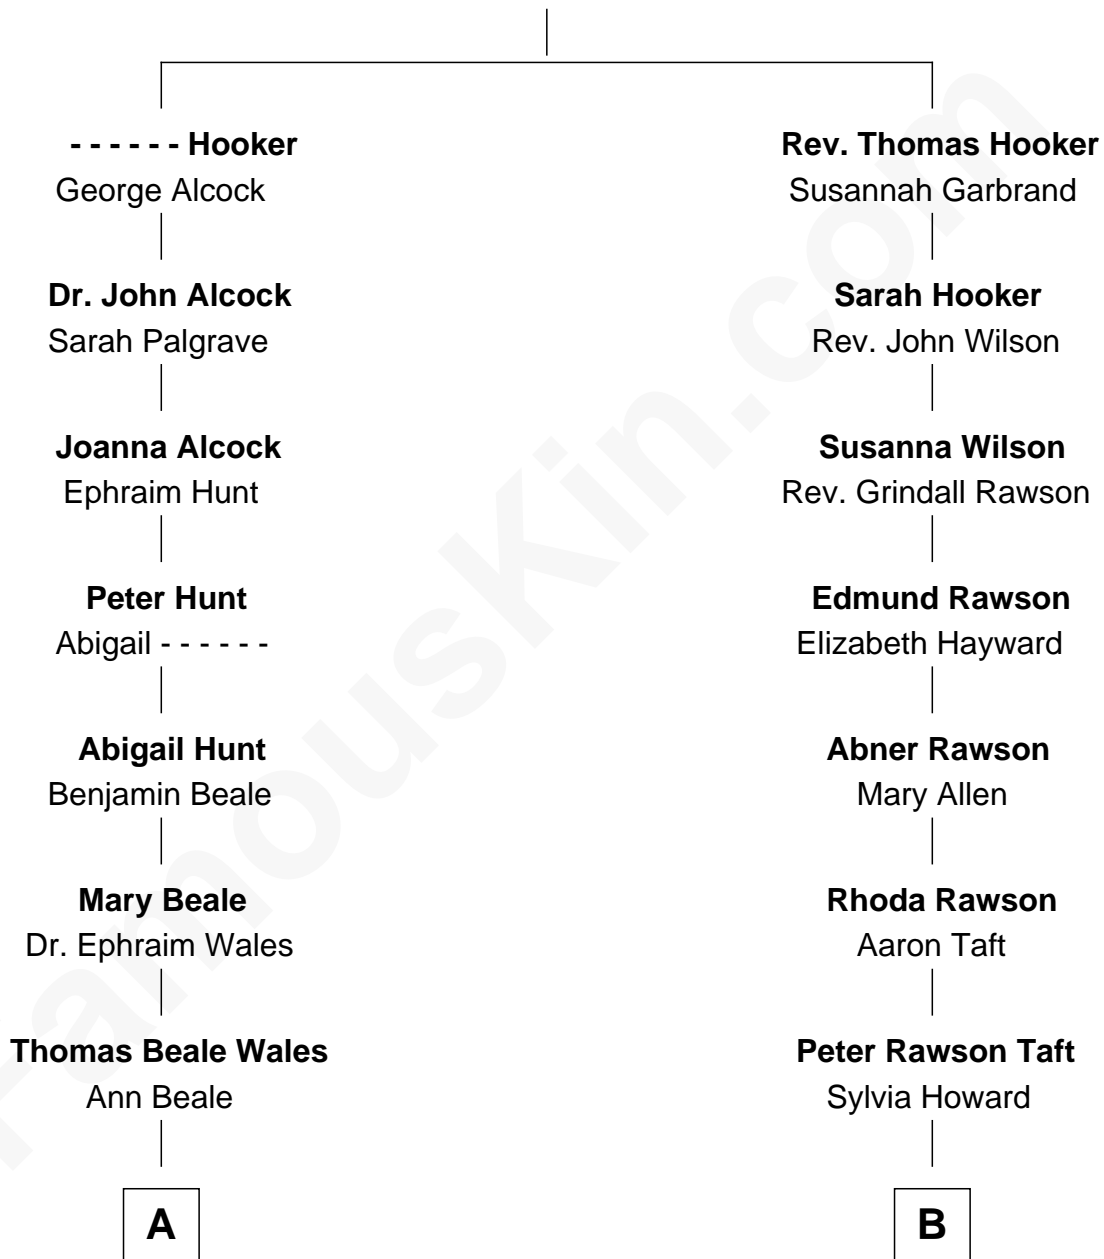 - - - - - - Hooker
George Alcock
Rev. Thomas Hooker
Susannah Garbrand
Dr. John Alcock
Sarah Palgrave
Sarah Hooker
Rev. John Wilson
Joanna Alcock
Ephraim Hunt
Susanna Wilson
Rev. Grindall Rawson
Peter Hunt
Abigail - - - - - -
Edmund Rawson
Elizabeth Hayward
Abigail Hunt
Benjamin Beale
Abner Rawson
Mary Allen
Mary Beale
Dr. Ephraim Wales
Rhoda Rawson
Aaron Taft
Thomas Beale Wales
Ann Beale
Peter Rawson Taft
Sylvia Howard
A
B
FamousKin.com